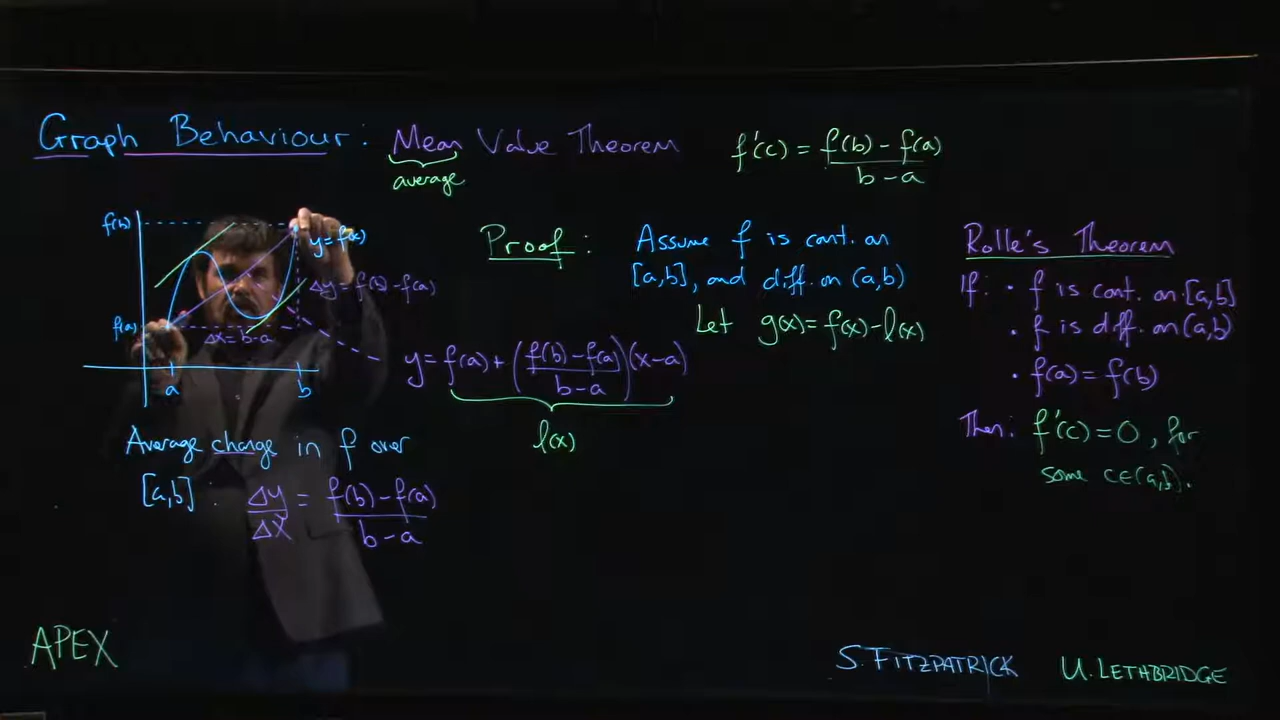 Graph Behaviour: Mean Value Theorem
average
f'(c) = f(b) - f(a) / b - a
f(b)
y = f(x)
Δy = f(b) - f(a)
f(a)
Δx = b - a
a
b
y = f(a) + (f(b) - f(a) / b - a)(x - a)
l(x)
Average change in f over
[a,b] : Δy / Δx = f(b) - f(a) / b - a
Proof: Assume f is cont. on
[a,b], and diff. on (a,b)
Let g(x) = f(x) - l(x)
Rolle's Theorem
If: · f is cont. on [a,b]
· f is diff. on (a,b)
· f(a) = f(b)
Then: f'(c) = 0, for
some c∈(a,b).
APEX
S. FITZPATRICK
U. LETHBRIDGE